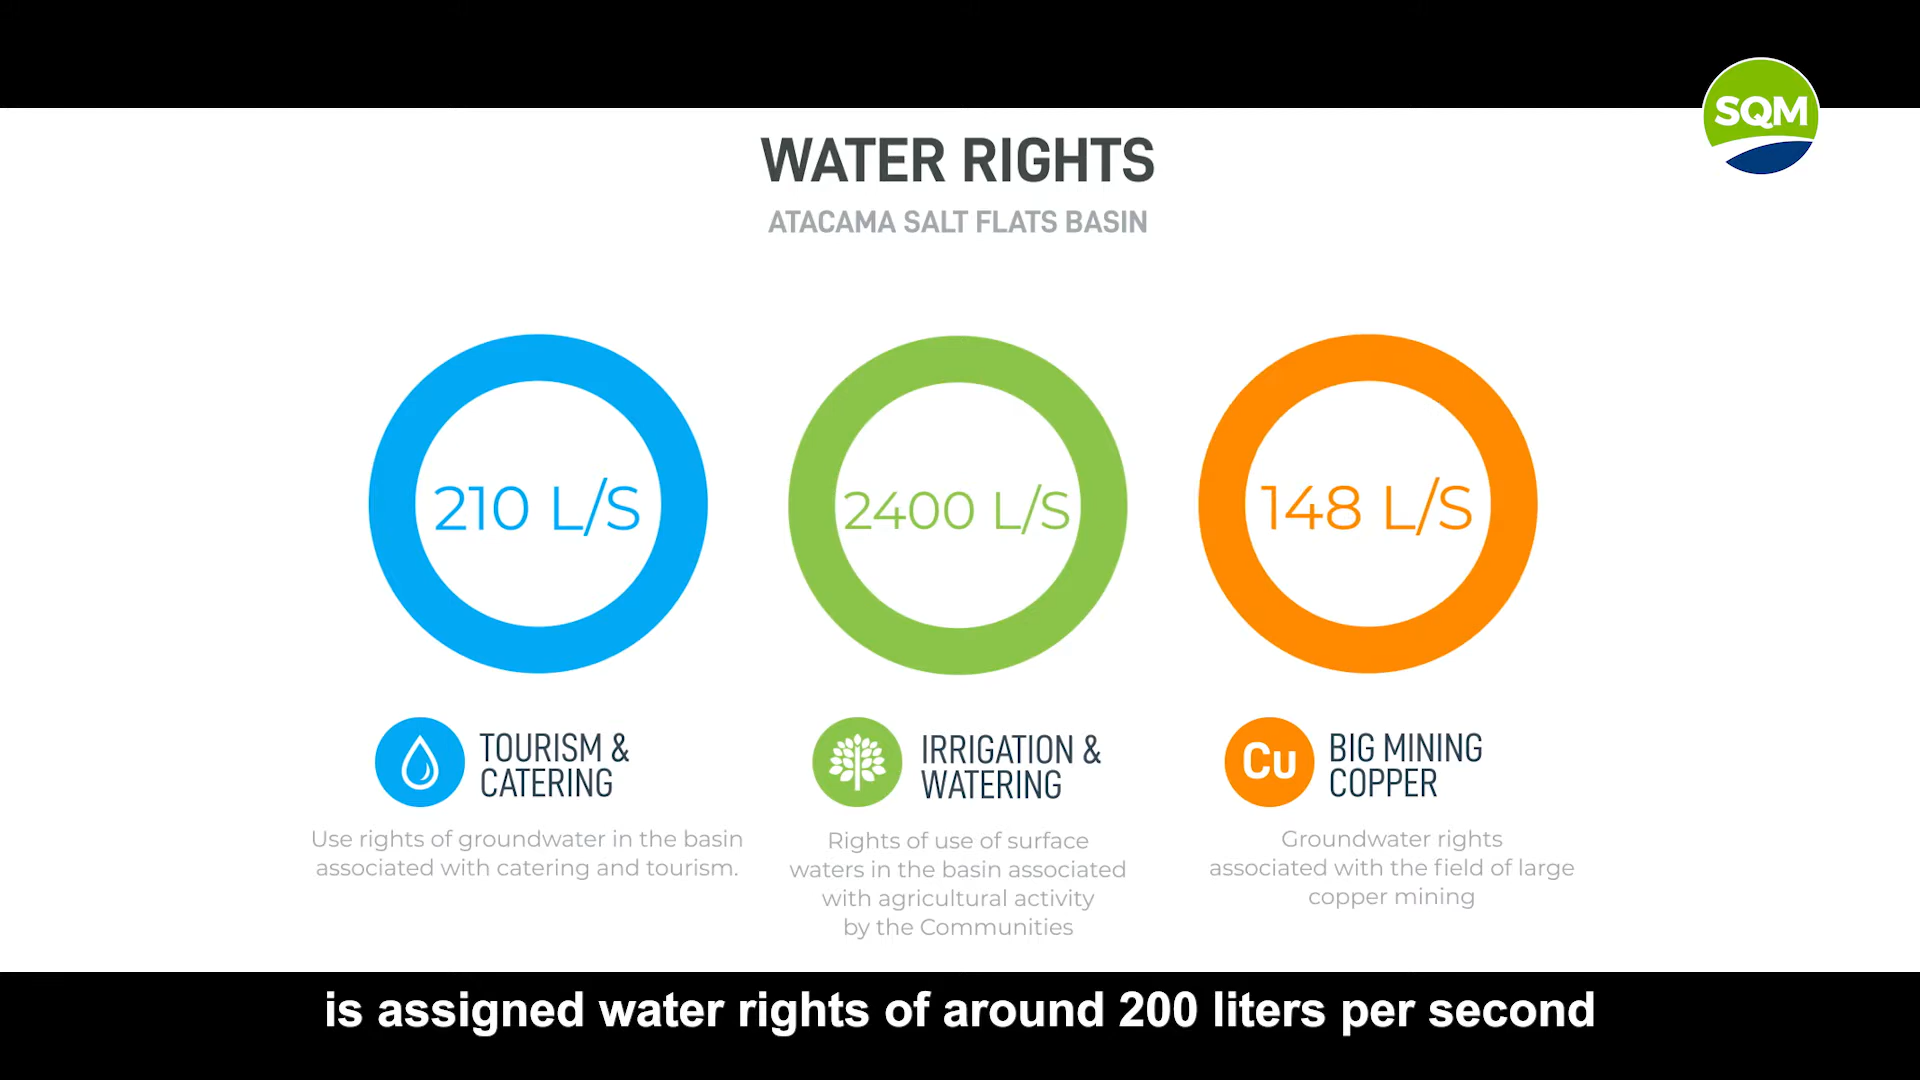 SQM
WATER RIGHTS
ATACAMA SALT FLATS BASIN
210 L/S
2400 L/S
148 L/S
TOURISM &
CATERING
Use rights of groundwater in the basin
associated with catering and tourism.
IRRIGATION &
WATERING
Rights of use of surface
waters in the basin associated
with agricultural activity
by the Communities
Cu
BIG MINING
COPPER
Groundwater rights
associated with the field of large
copper mining
is assigned water rights of around 200 liters per second